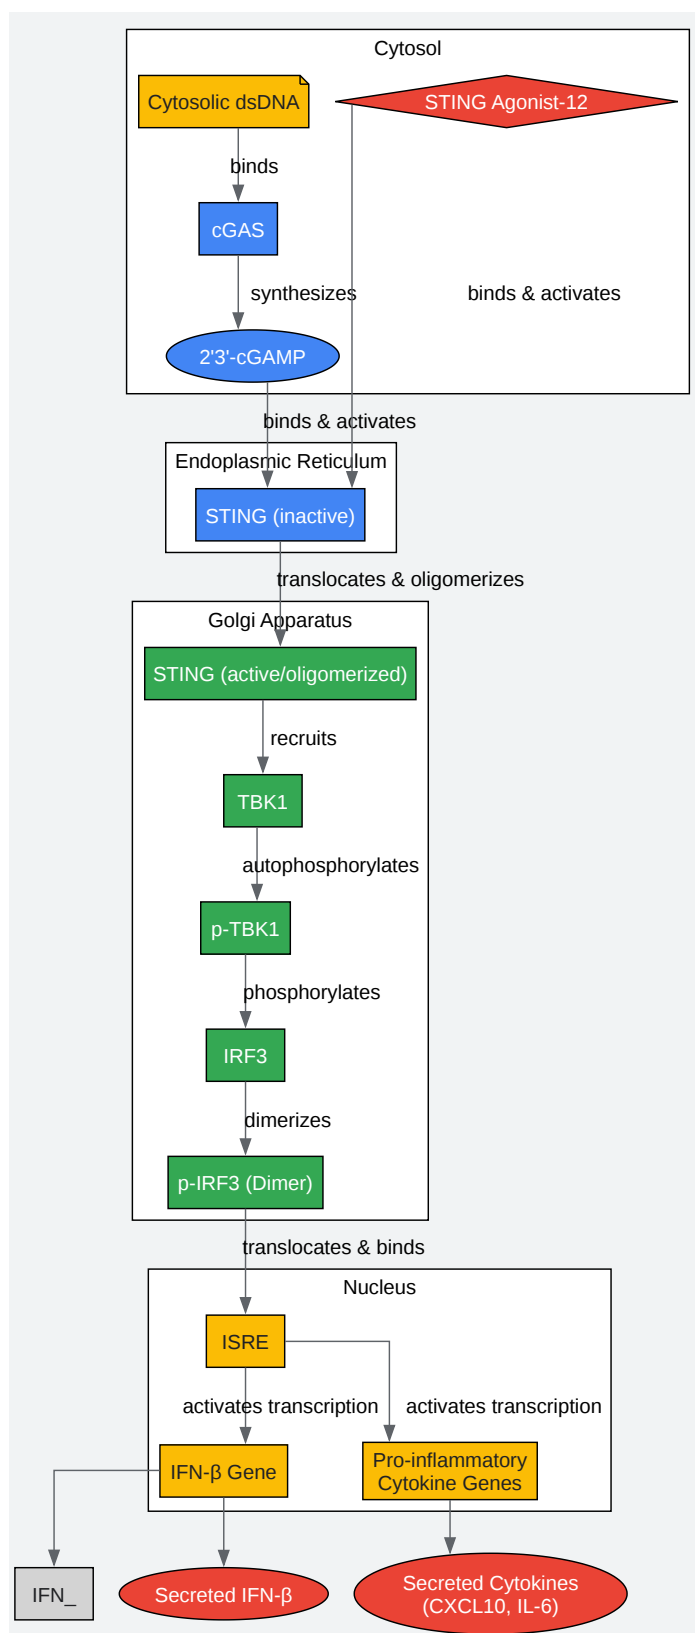 Cytosol
Cytosolic dsDNA
STING Agonist-12
binds
cGAS
synthesizes
binds & activates
2'3'-cGAMP
binds & activates
Endoplasmic Reticulum
STING (inactive)
translocates & oligomerizes
Golgi Apparatus
STING (active/oligomerized)
recruits
TBK1
autophosphorylates
p-TBK1
phosphorylates
IRF3
dimerizes
p-IRF3 (Dimer)
translocates & binds
Nucleus
ISRE
activates transcription
activates transcription
IFN-β Gene
Pro-inflammatory
Cytokine Genes
IFN_
Secreted IFN-β
Secreted Cytokines
(CXCL10, IL-6)